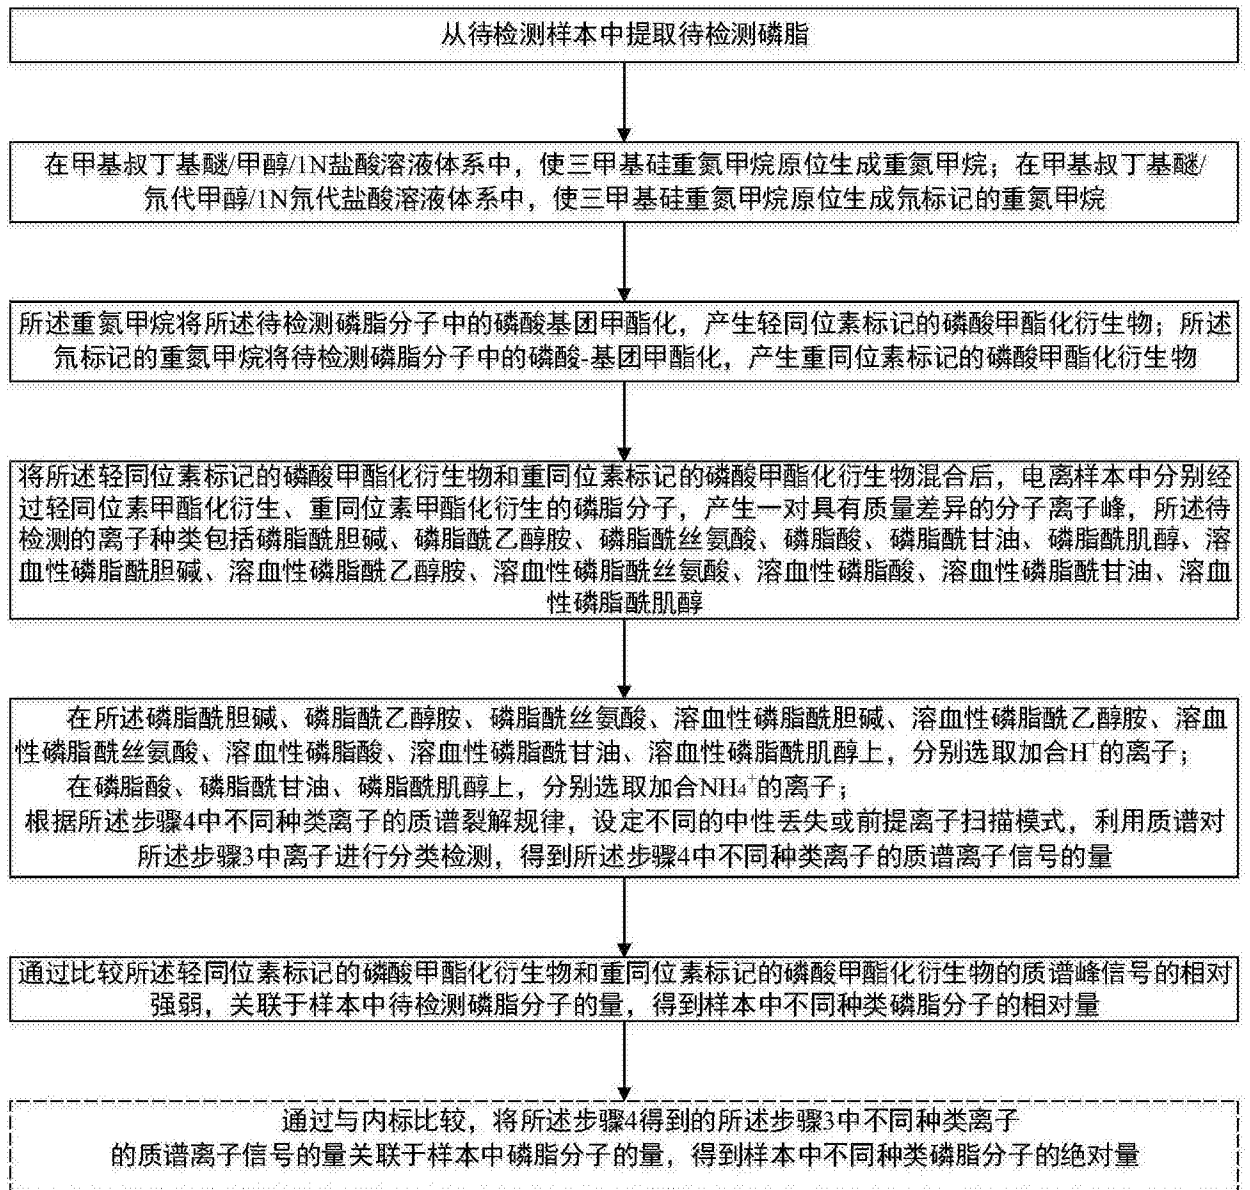 从待检测样本中提取待检测磷脂
在甲基叔丁基醚/甲醇/1N盐酸溶液体系中，使三甲基硅重氮甲烷原位生成重氮甲烷；在甲基叔丁基醚/
氘代甲醇/1N氘代盐酸溶液体系中，使三甲基硅重氮甲烷原位生成氘标记的重氮甲烷
所述重氮甲烷将所述待检测磷脂分子中的磷酸基团甲酯化，产生轻同位素标记的磷酸甲酯化衍生物；所述
氘标记的重氮甲烷将待检测磷脂分子中的磷酸-基团甲酯化，产生重同位素标记的磷酸甲酯化衍生物
将所述轻同位素标记的磷酸甲酯化衍生物和重同位素标记的磷酸甲酯化衍生物混合后，电离样本中分别经
过轻同位素甲酯化衍生、重同位素甲酯化衍生的磷脂分子，产生一对具有质量差异的分子离子峰，所述待
检测的离子种类包括磷脂酰胆碱、磷脂酰乙醇胺、磷脂酰丝氨酸、磷脂酸、磷脂酰甘油、磷脂酰肌醇、溶
血性磷脂酰胆碱、溶血性磷脂酰乙醇胺、溶血性磷脂酰丝氨酸、溶血性磷脂酸、溶血性磷脂酰甘油、溶血
性磷脂酰肌醇
在所述磷脂酰胆碱、磷脂酰乙醇胺、磷脂酰丝氨酸、溶血性磷脂酰胆碱、溶血性磷脂酰乙醇胺、溶血
性磷脂酰丝氨酸、溶血性磷脂酸、溶血性磷脂酰甘油、溶血性磷脂酰肌醇上，分别选取加合H⁺的离子；
在磷脂酸、磷脂酰甘油、磷脂酰肌醇上，分别选取加合NH₄⁺的离子；
根据所述步骤4中不同种类离子的质谱裂解规律，设定不同的中性丢失或前提离子扫描模式，利用质谱对
所述步骤3中离子进行分类检测，得到所述步骤4中不同种类离子的质谱离子信号的量
通过比较所述轻同位素标记的磷酸甲酯化衍生物和重同位素标记的磷酸甲酯化衍生物的质谱峰信号的相对
强弱，关联于样本中待检测磷脂分子的量，得到样本中不同种类磷脂分子的相对量
通过与内标比较，将所述步骤4得到的所述步骤3中不同种类离子
的质谱离子信号的量关联于样本中磷脂分子的量，得到样本中不同种类磷脂分子的绝对量